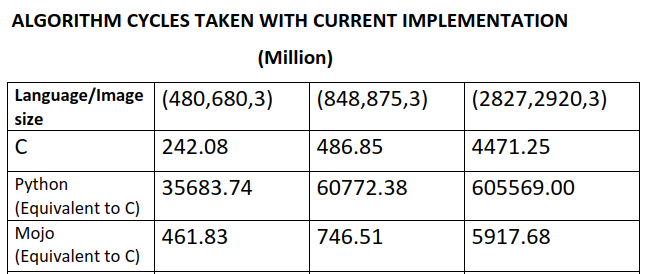 ALGORITHM CYCLES TAKEN WITH CURRENT IMPLEMENTATION
(Million)
Language/Image size (480,680,3) (848,875,3) (2827,2920,3)
C 242.08 486.85 4471.25
Python (Equivalent to C) 35683.74 60772.38 605569.00
Mojo (Equivalent to C) 461.83 746.51 5917.68